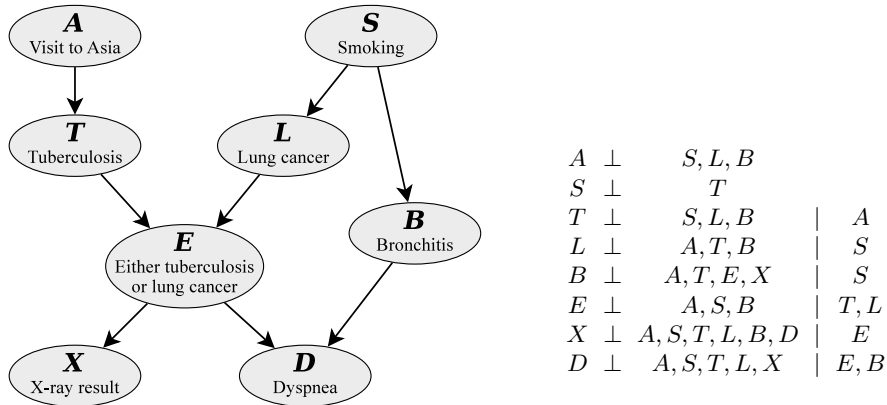 A
Visit to Asia
S
Smoking
T
Tuberculosis
L
Lung cancer
E
Either tuberculosis
or lung cancer
B
Bronchitis
X
X-ray result
D
Dyspnea
A ⊥ S, L, B
S ⊥ T
T ⊥ S, L, B | A
L ⊥ A, T, B | S
B ⊥ A, T, E, X | S
E ⊥ A, S, B | T, L
X ⊥ A, S, T, L, B, D | E
D ⊥ A, S, T, L, X | E, B